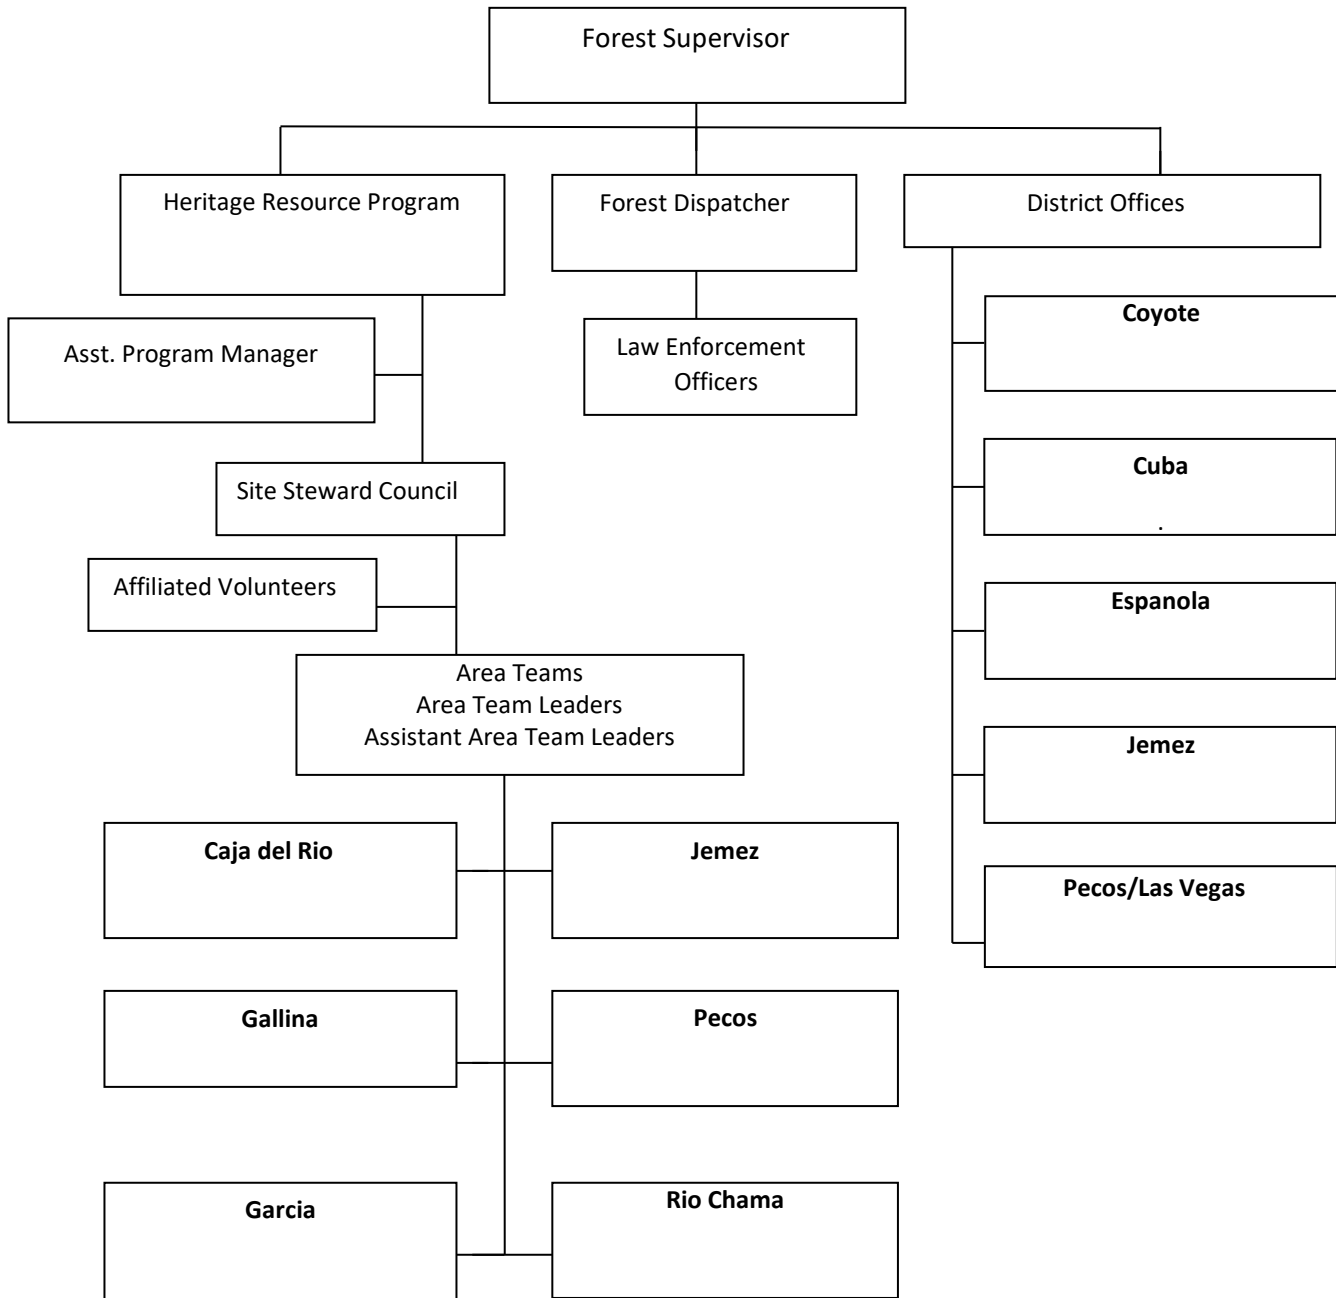 Forest Supervisor
Heritage Resource Program
Forest Dispatcher
District Offices
Coyote
Asst. Program Manager
Law Enforcement
Officers
Cuba
.
Site Steward Council
Affiliated Volunteers
Espanola
Area Teams
Area Team Leaders
Assistant Area Team Leaders
Jemez
Caja del Rio
Jemez
Pecos/Las Vegas
Gallina
Pecos
Garcia
Rio Chama